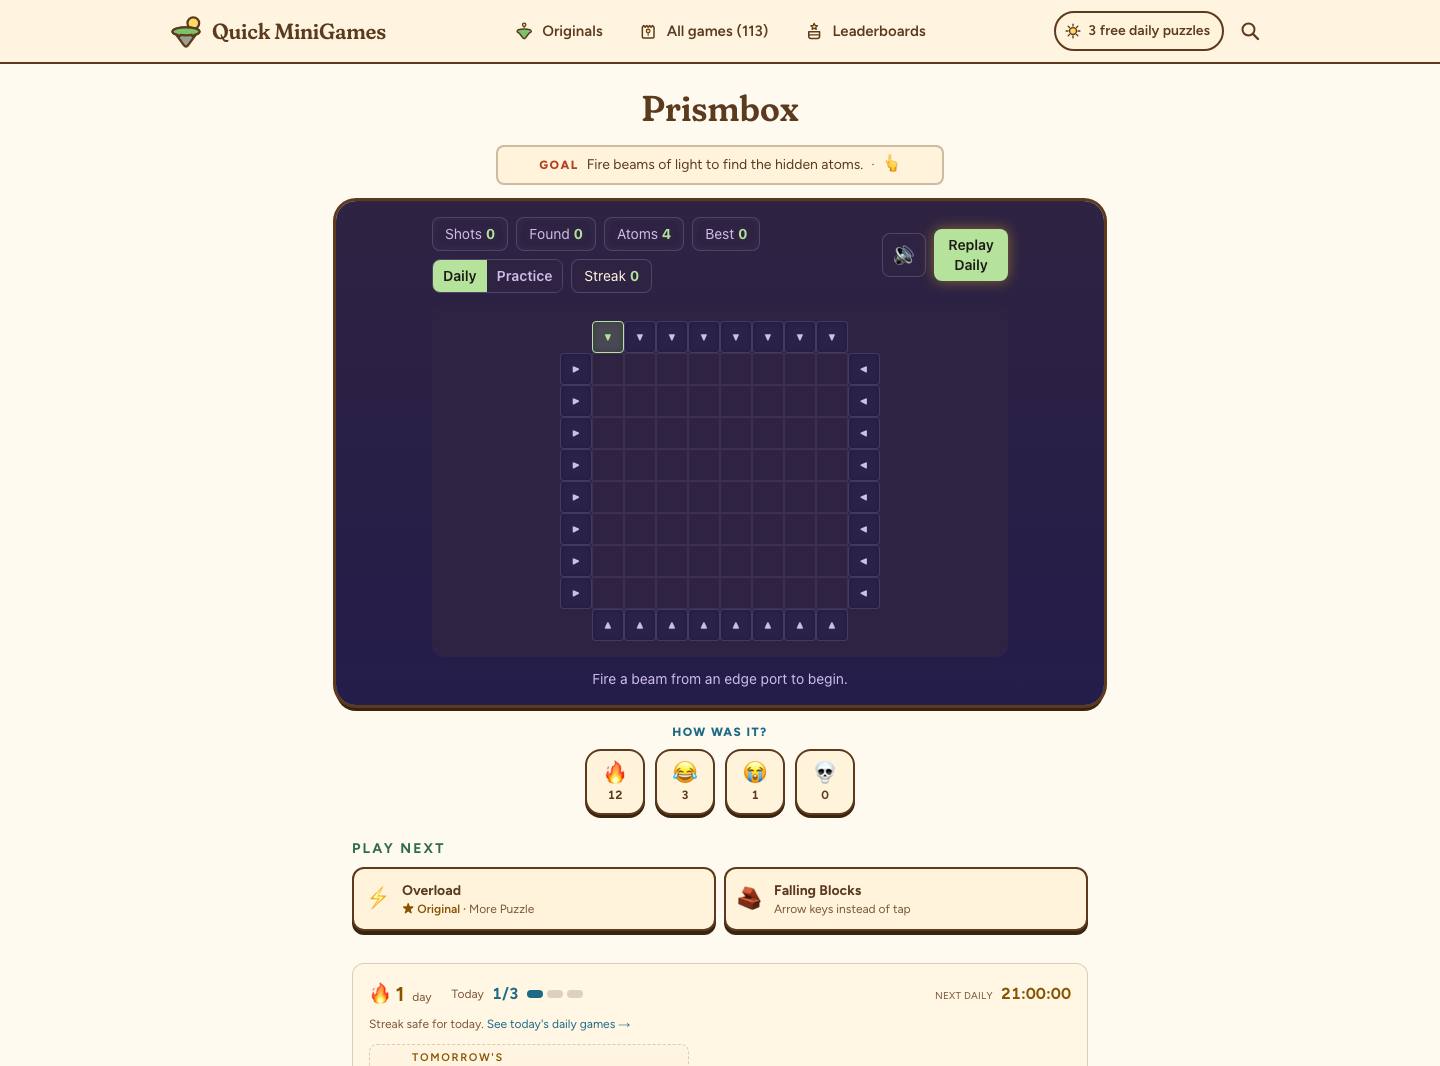 Quick MiniGames
Originals
All games (113)
Leaderboards
3 free daily puzzles
Prismbox
GOAL Fire beams of light to find the hidden atoms. ·
Shots 0
Found 0
Atoms 4
Best 0
Daily
Practice
Streak 0
Replay
Daily
Fire a beam from an edge port to begin.
HOW WAS IT?
12
3
1
0
PLAY NEXT
Overload
Original · More Puzzle
Falling Blocks
Arrow keys instead of tap
1 day
Today 1/3
NEXT DAILY 21:00:00
Streak safe for today. See today's daily games →
TOMORROW'S